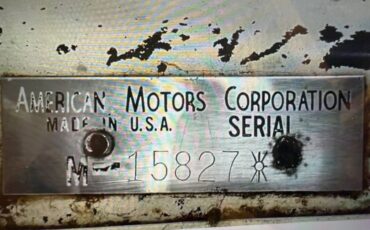 AMERICAN MOTORS CORPORATION
MADE IN U.S.A. SERIAL
M-15827*